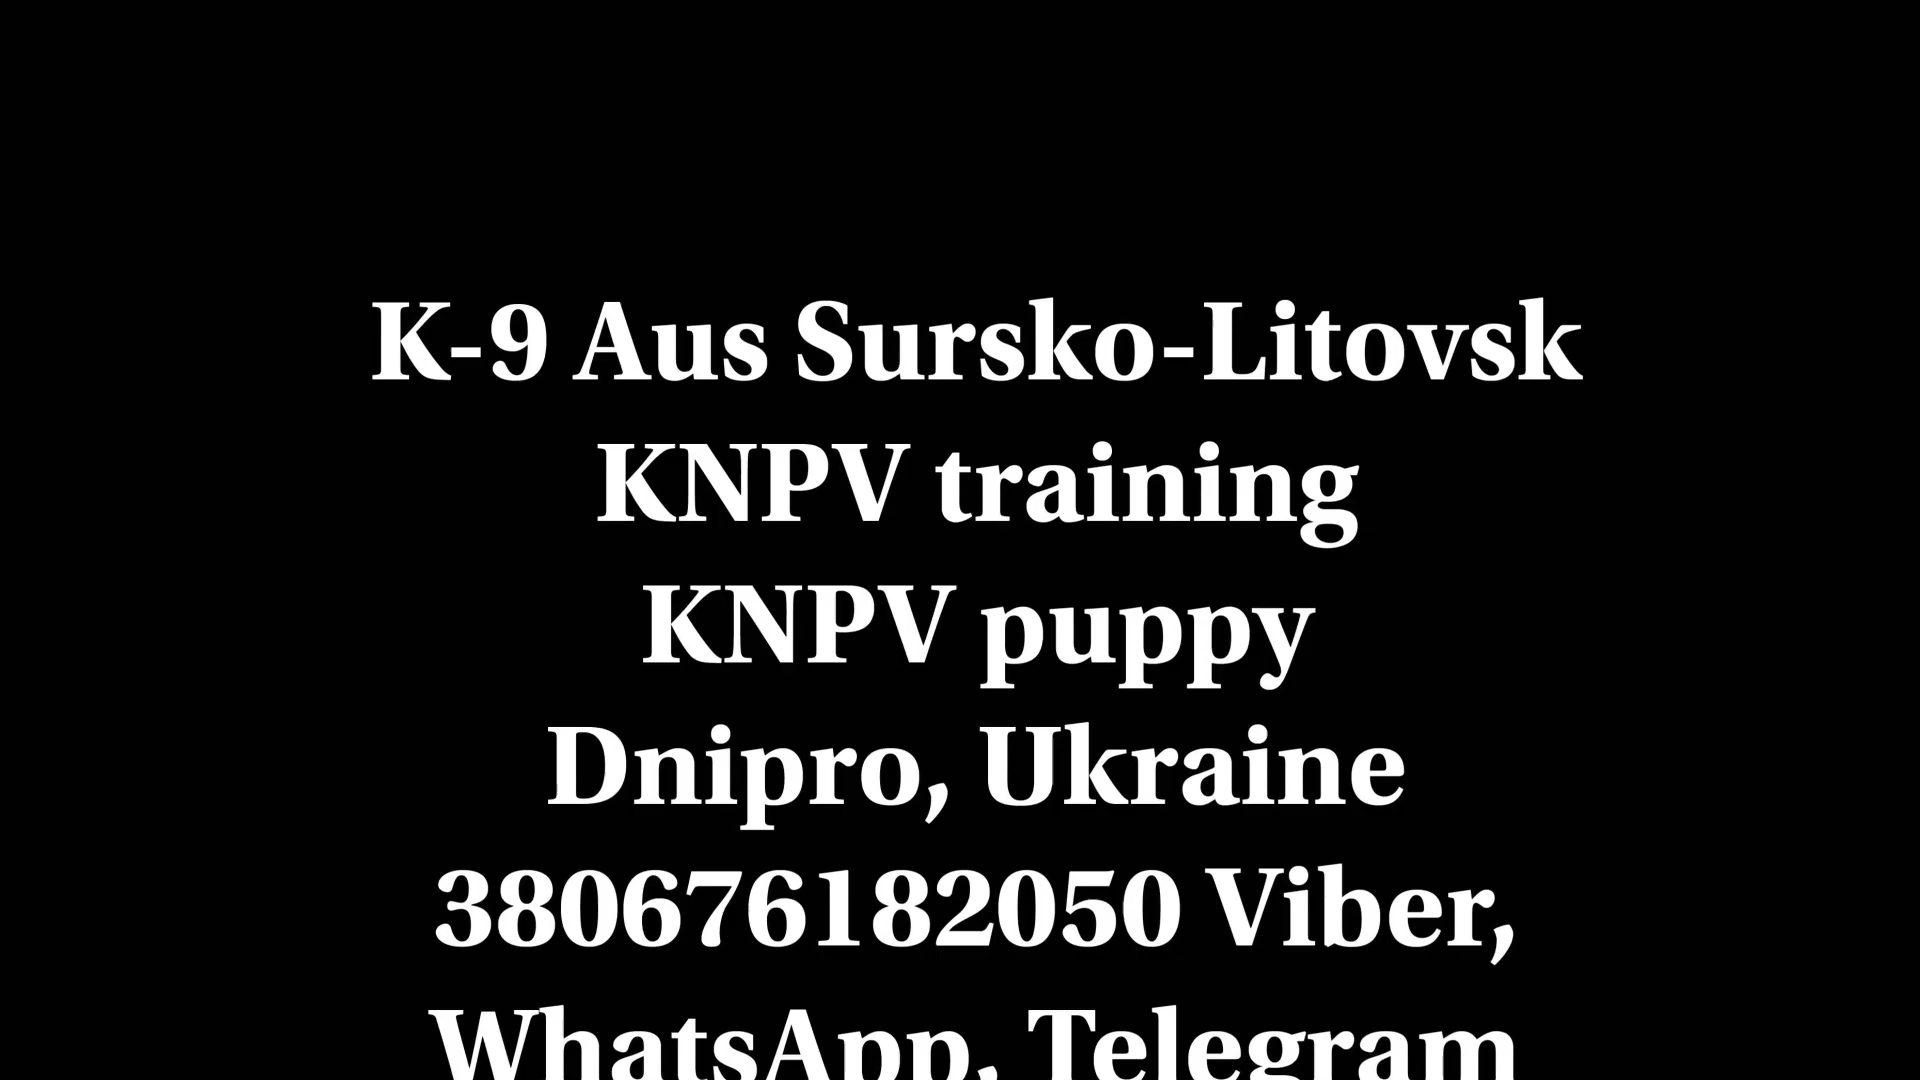 K-9 Aus Sursko-Litovsk
KNPV training
KNPV puppy
Dnipro, Ukraine
380676182050 Viber,
WhatsApp, Telegram